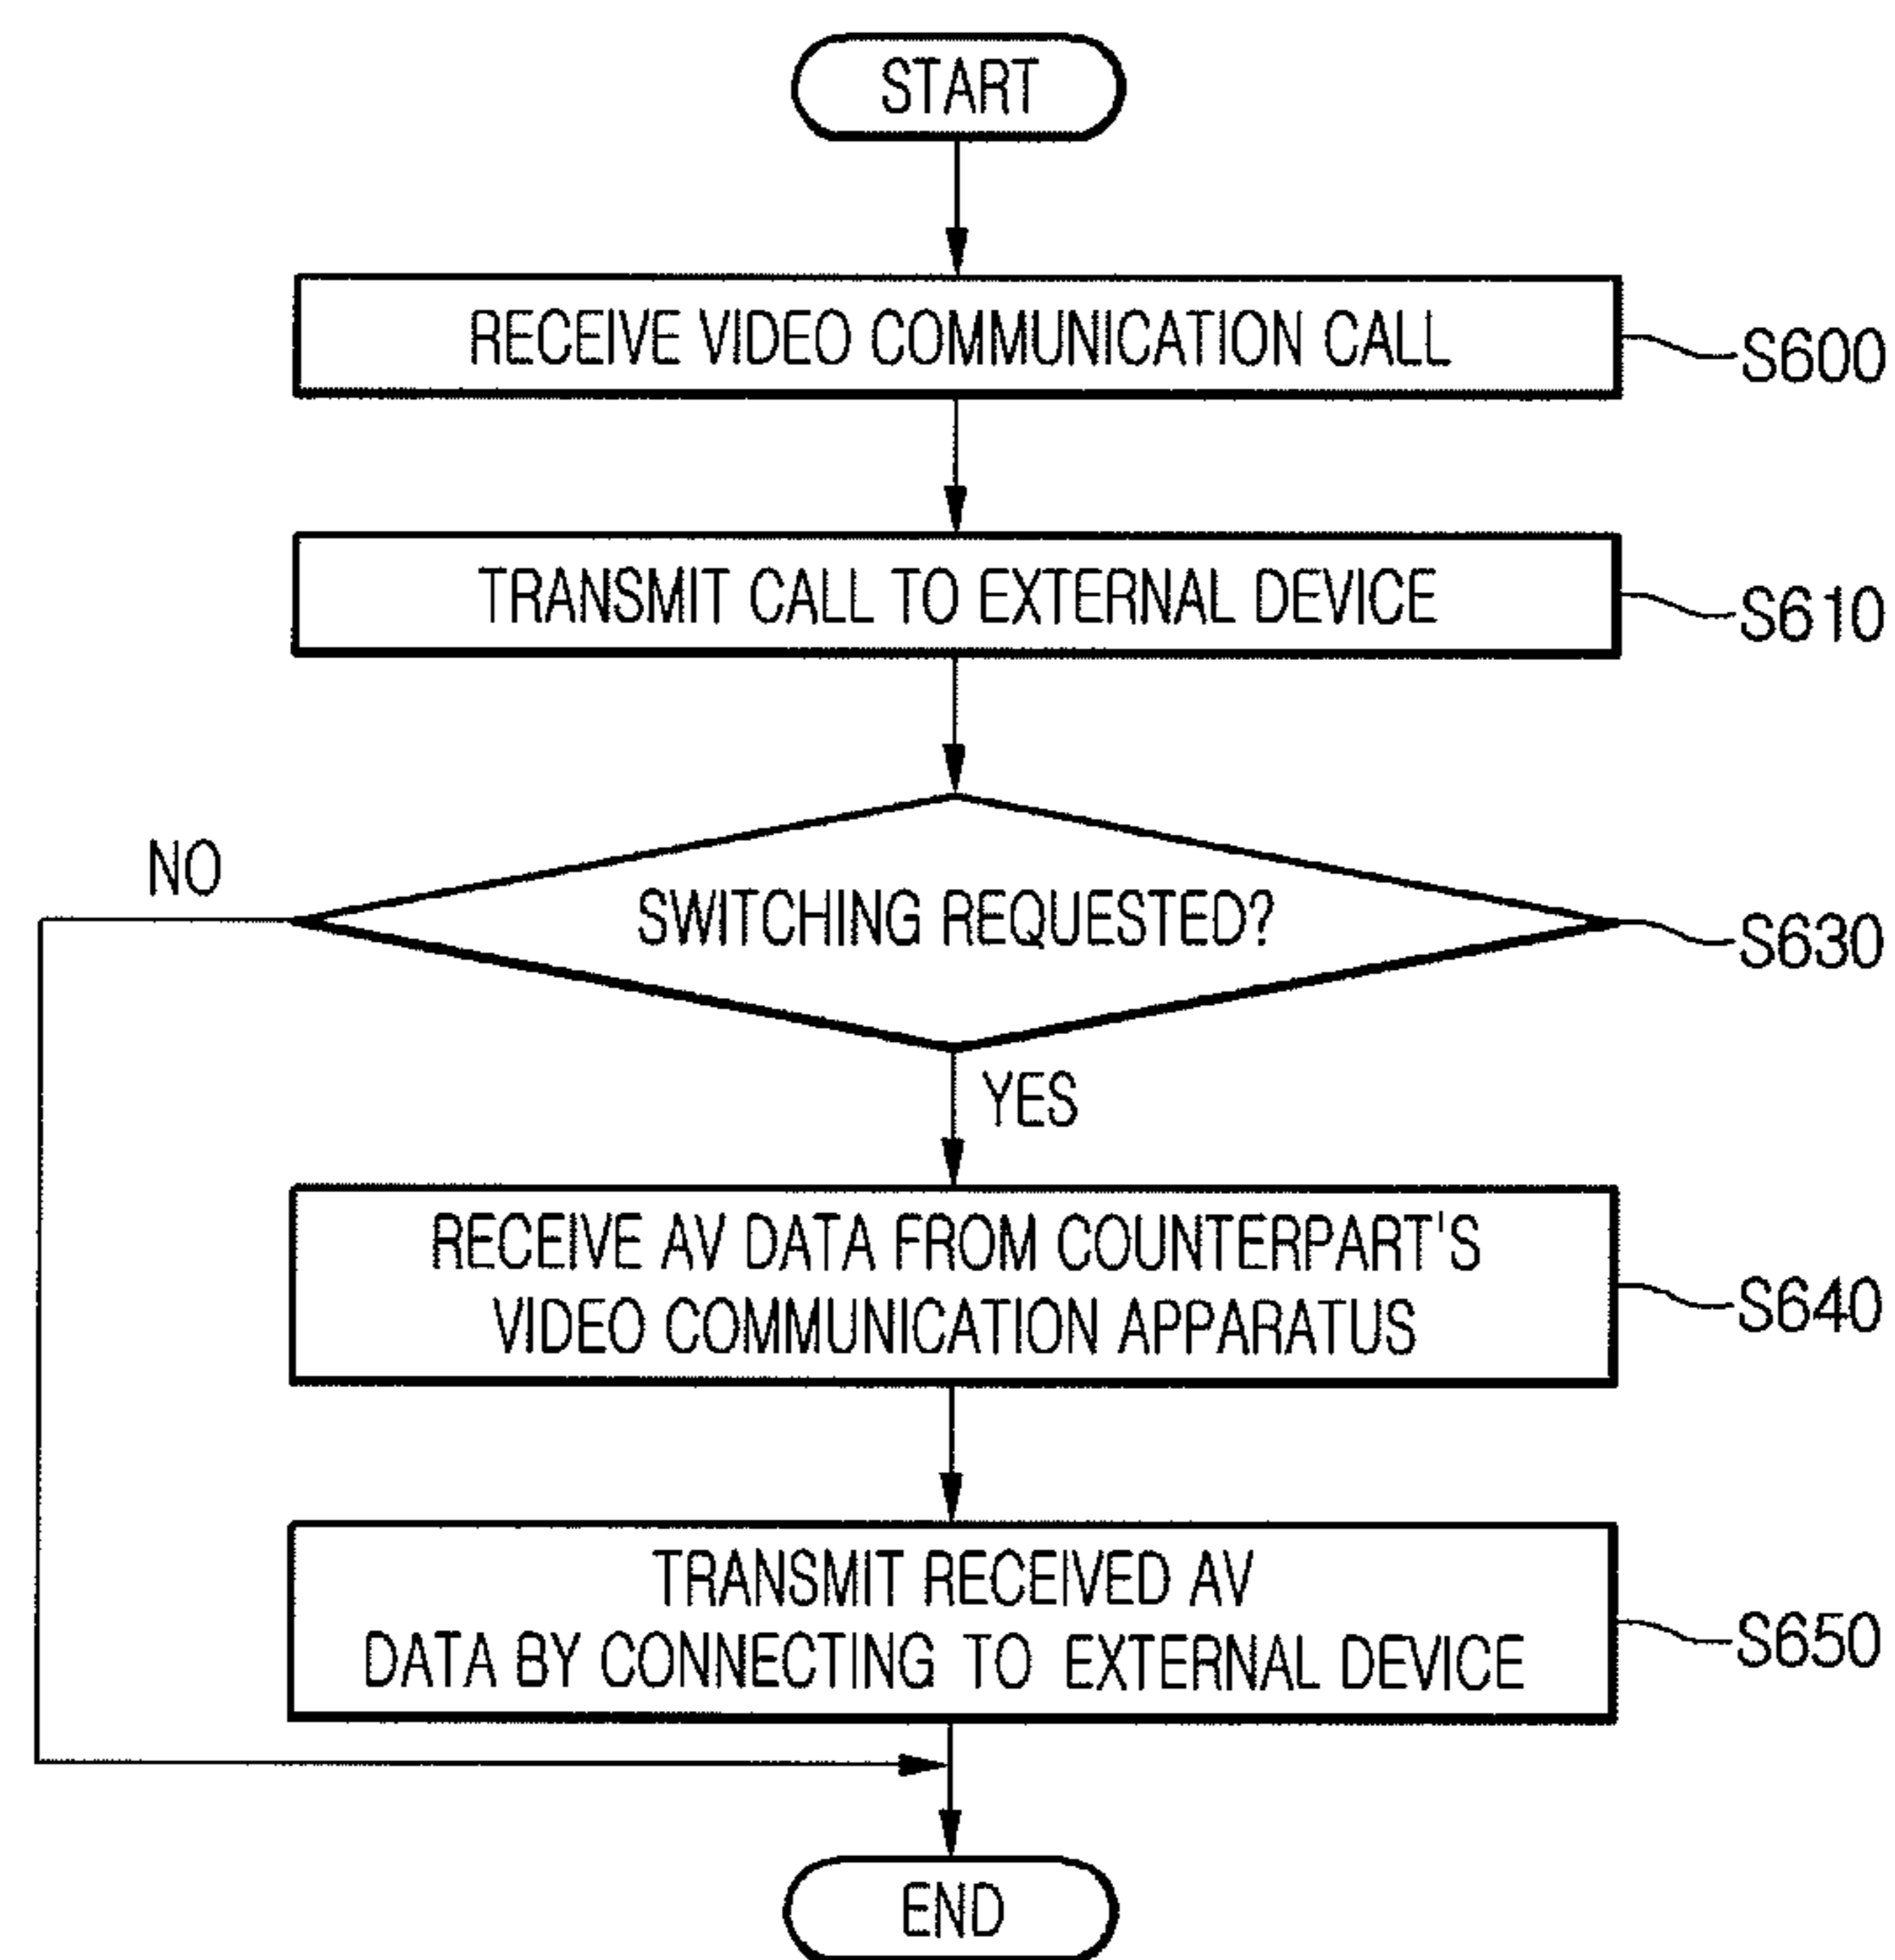 START
RECEIVE VIDEO COMMUNICATION CALL
S600
TRANSMIT CALL TO EXTERNAL DEVICE
S610
NO
SWITCHING REQUESTED?
S630
YES
RECEIVE AV DATA FROM COUNTERPART'S
VIDEO COMMUNICATION APPARATUS
S640
TRANSMIT RECEIVED AV
DATA BY CONNECTING TO EXTERNAL DEVICE
S650
END